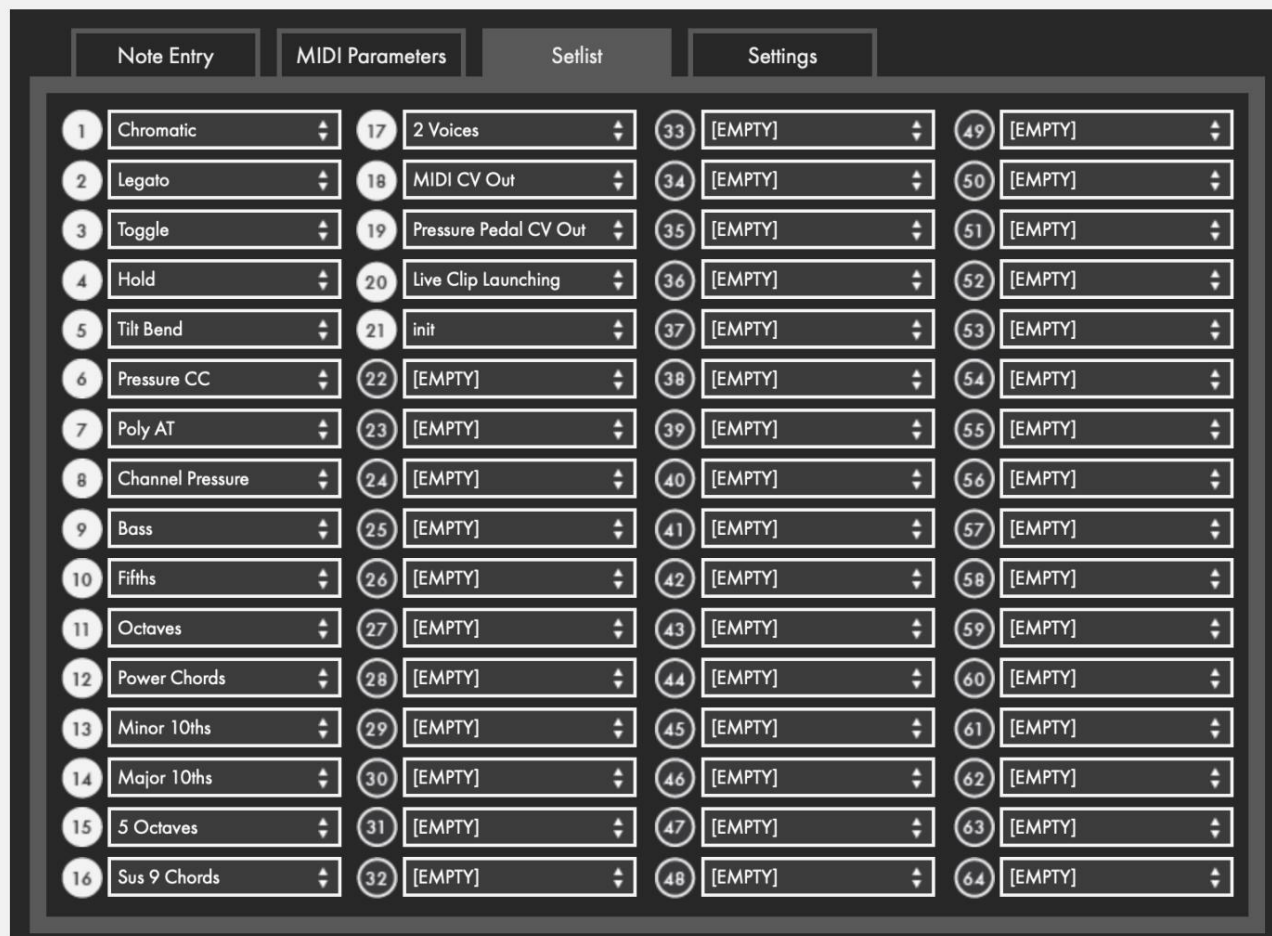 Note Entry
MIDI Parameters
Setlist
Settings
1 Chromatic
2 Legato
3 Toggle
4 Hold
5 Tilt Bend
6 Pressure CC
7 Poly AT
8 Channel Pressure
9 Bass
10 Fifths
11 Octaves
12 Power Chords
13 Minor 10ths
14 Major 10ths
15 5 Octaves
16 Sus 9 Chords
17 2 Voices
18 MIDI CV Out
19 Pressure Pedal CV Out
20 Live Clip Launching
21 init
22 [EMPTY]
23 [EMPTY]
24 [EMPTY]
25 [EMPTY]
26 [EMPTY]
27 [EMPTY]
28 [EMPTY]
29 [EMPTY]
30 [EMPTY]
31 [EMPTY]
32 [EMPTY]
33 [EMPTY]
34 [EMPTY]
35 [EMPTY]
36 [EMPTY]
37 [EMPTY]
38 [EMPTY]
39 [EMPTY]
40 [EMPTY]
41 [EMPTY]
42 [EMPTY]
43 [EMPTY]
44 [EMPTY]
45 [EMPTY]
46 [EMPTY]
47 [EMPTY]
48 [EMPTY]
49 [EMPTY]
50 [EMPTY]
51 [EMPTY]
52 [EMPTY]
53 [EMPTY]
54 [EMPTY]
55 [EMPTY]
56 [EMPTY]
57 [EMPTY]
58 [EMPTY]
59 [EMPTY]
60 [EMPTY]
61 [EMPTY]
62 [EMPTY]
63 [EMPTY]
64 [EMPTY]